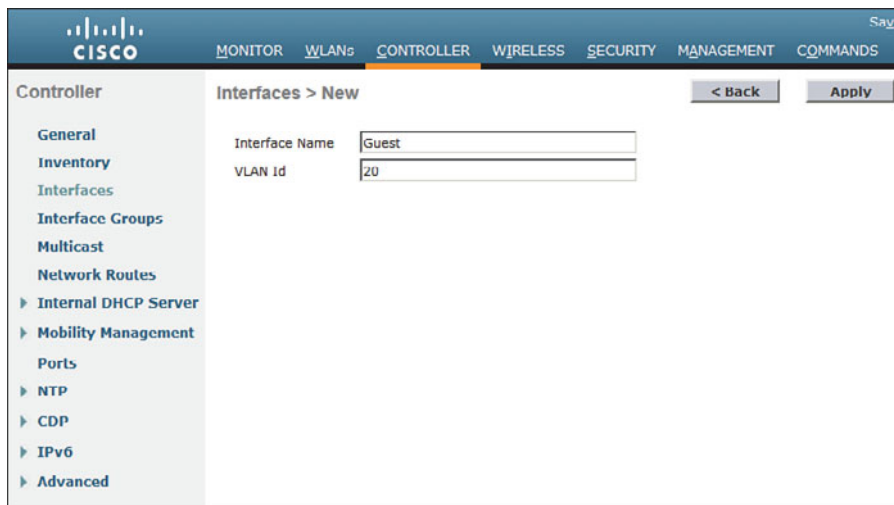 Sav
CISCO
MONITOR WLANs CONTROLLER WIRELESS SECURITY MANAGEMENT COMMANDS
Controller
Interfaces > New
< Back
Apply
General
Inventory
Interfaces
Interface Groups
Multicast
Network Routes
Internal DHCP Server
Mobility Management
Ports
NTP
CDP
IPv6
Advanced
Interface Name Guest
VLAN Id 20